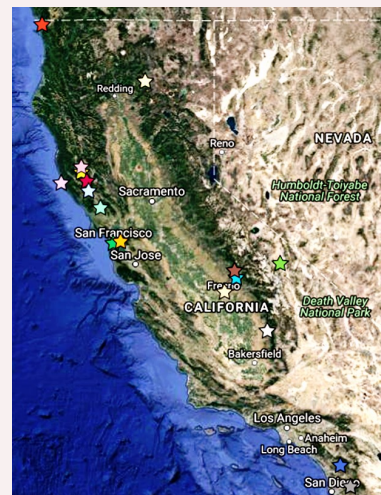 Redding
Reno
NEVADA
Humboldt-Toiyabe
National Forest
Sacramento
San Francisco
San Jose
Fresno
CALIFORNIA
Death Valley
National Park
Bakersfield
Los Angeles
Long Beach
Anaheim
San Diego